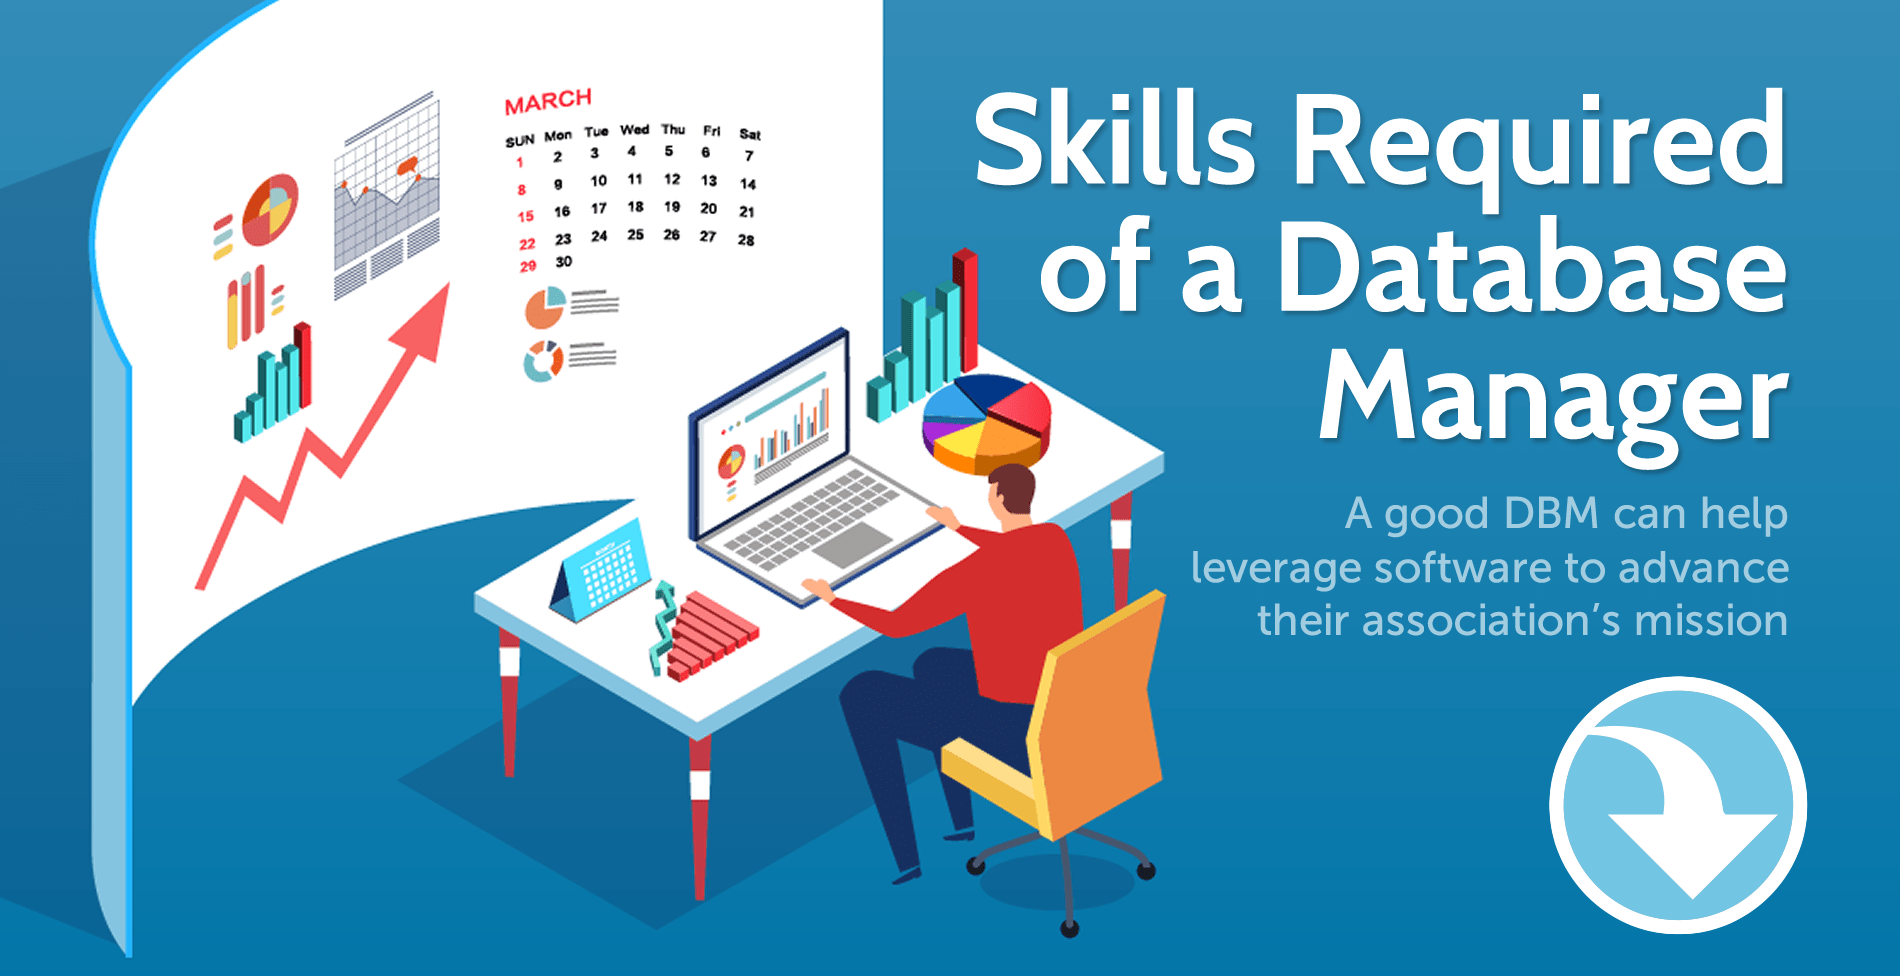 MARCH
SUN Mon Tue Wed Thu Fri Sat
1 2 3 4 5 6 7
8 9 10 11 12 13 14
15 16 17 18 19 20 21
22 23 24 25 26 27 28
29 30
Skills Required
of a Database
Manager
A good DBM can help
leverage software to advance
their association’s mission
MONTH